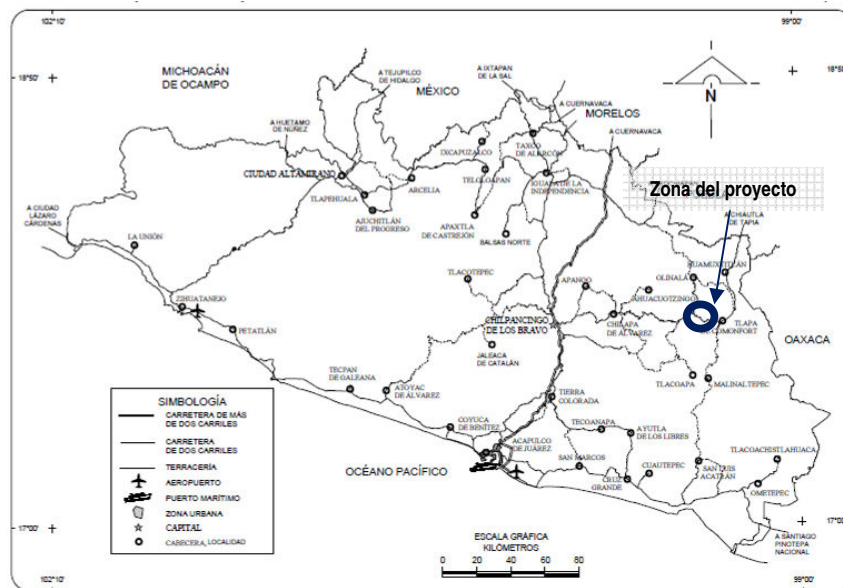 102°10'
99°00'
18°50'
18°50'
MICHOACÁN
DE OCAMPO
A TEJUPILCO
DE HIDALGO
A IXTAPAN
DE LA SAL
MÉXICO
A CUERNAVACA
MORELOS
A CUERNAVACA
N
A HUETAMO
DE NÚÑEZ
IXCAPUZALCO
TAXCO
DE ALARCÓN
CIUDAD ALTAMIRANO
ARCELIA
TELOLOAPAN
IGUALA DE LA
INDEPENDENCIA
Zona del proyecto
TLAPEHUALA
AJUCHITLÁN
DEL PROGRESO
APAXTLA
DE CASTREJÓN
BALSAS NORTE
A CHIAUTLA
DE TAPIA
A CIUDAD
LÁZARO
CÁRDENAS
LA UNIÓN
HUAMUXTITLÁN
OLINALÁ
TLACOTEPEC
APANGO
AHUACUOTZINGO
ZIHUATANEJO
PETATLÁN
CHILPANCINGO
DE LOS BRAVO
CHILAPA
DE ÁLVAREZ
TLAPA
DE COMONFORT
OAXACA
JALEACA
DE CATALÁN
TLACOAPA
MALINALTEPEC
TECPAN
DE GALEANA
ATOYAC
DE ÁLVAREZ
TIERRA
COLORADA
COYUCA
DE BENÍTEZ
TECOANAPA
AYUTLA
DE LOS LIBRES
ACAPULCO
DE JUÁREZ
TLACOACHISTLAHUACA
OCÉANO PACÍFICO
SAN MARCOS
CRUZ
GRANDE
CUAUTEPEC
SAN LUIS
ACATLÁN
OMETEPEC
SIMBOLOGÍA
CARRETERA DE MÁS
DE DOS CARRILES
CARRETERA
DE DOS CARRILES
TERRACERÍA
AEROPUERTO
PUERTO MARÍTIMO
ZONA URBANA
CAPITAL
CABECERA, LOCALIDAD
17°00'
17°00'
ESCALA GRÁFICA
KILÓMETROS
0 20 40 60 80
A SANTIAGO
PINOTEPA
NACIONAL
102°10'
99°00'